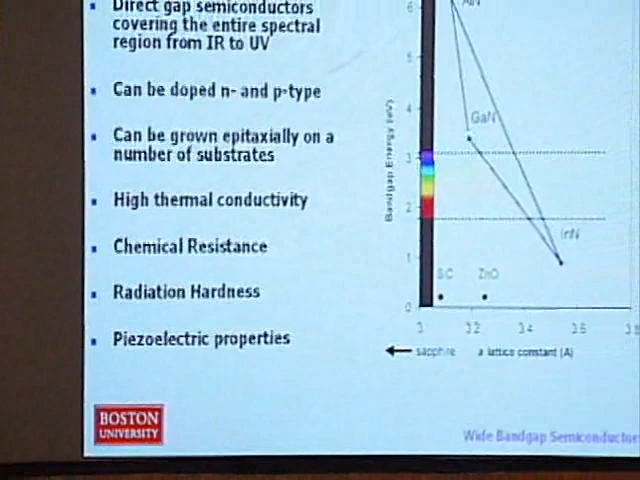 Direct gap semiconductors
covering the entire spectral
region from IR to UV
Can be doped n- and p-type
Can be grown epitaxially on a
number of substrates
High thermal conductivity
Chemical Resistance
Radiation Hardness
Piezoelectric properties
BOSTON
UNIVERSITY
AlN
6
5
4
GaN
3
2
InN
1
SiC ZnO
0
3 3.2 3.4 3.6 3.8
Bandgap Energy (eV)
sapphire a lattice constant (A)
Wide Bandgap Semiconductor